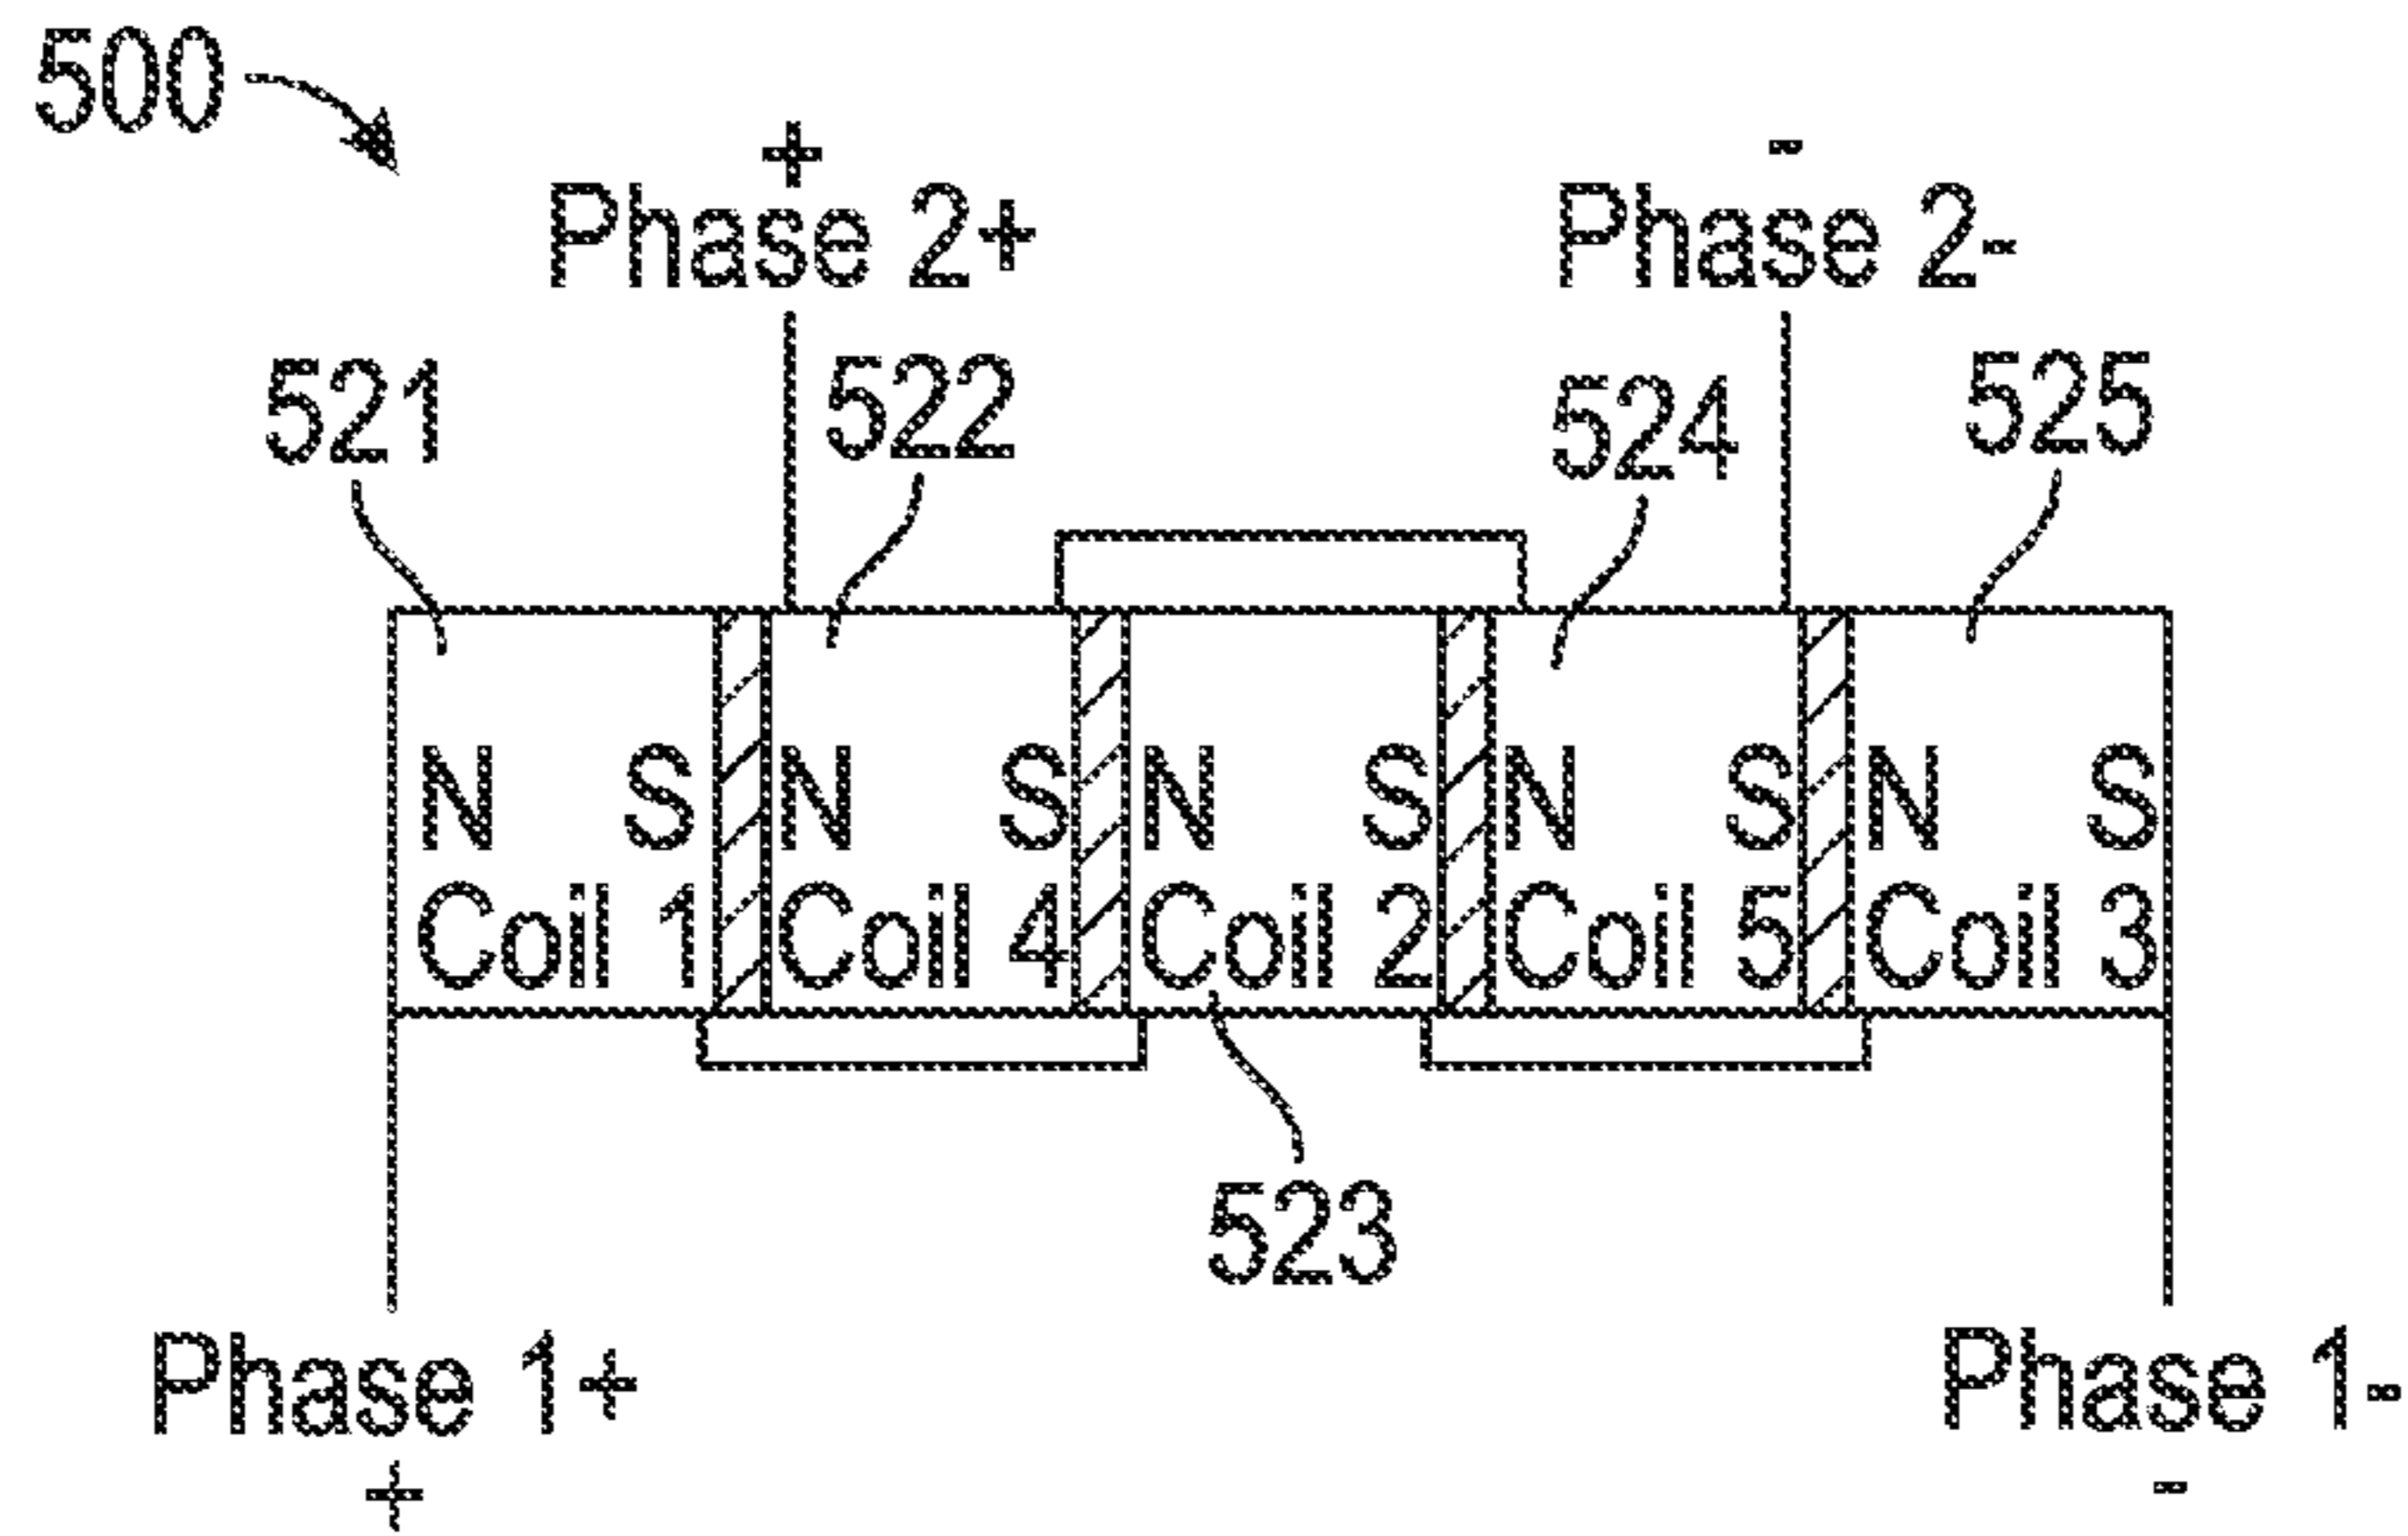 500
+ -
Phase 2+ Phase 2-
521 522 524 525
N S N S N S N S N S
Coil 1 Coil 4 Coil 2 Coil 5 Coil 3
523
Phase 1+ Phase 1-
+ -